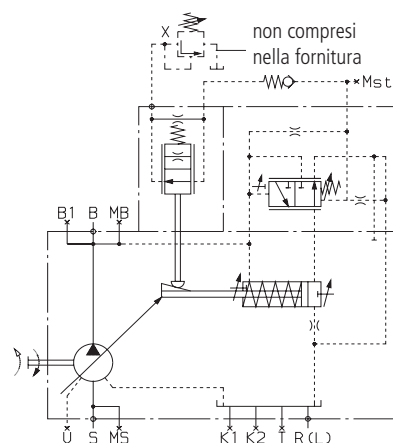 X
non compresi
nella fornitura
Mst
B1 B MB
U S MS K1 K2 T R(L)